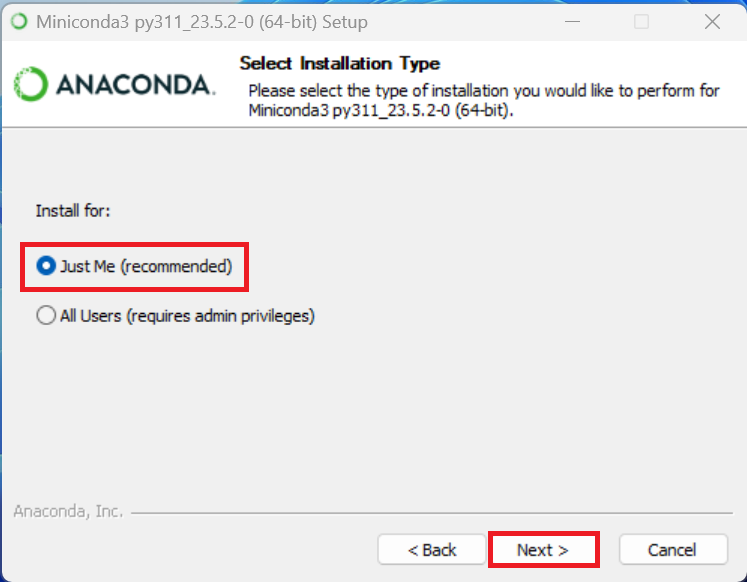 Miniconda3 py311_23.5.2-0 (64-bit) Setup
ANACONDA.
Select Installation Type
Please select the type of installation you would like to perform for
Miniconda3 py311_23.5.2-0 (64-bit).
Install for:
Just Me (recommended)
All Users (requires admin privileges)
Anaconda, Inc.
< Back
Next >
Cancel